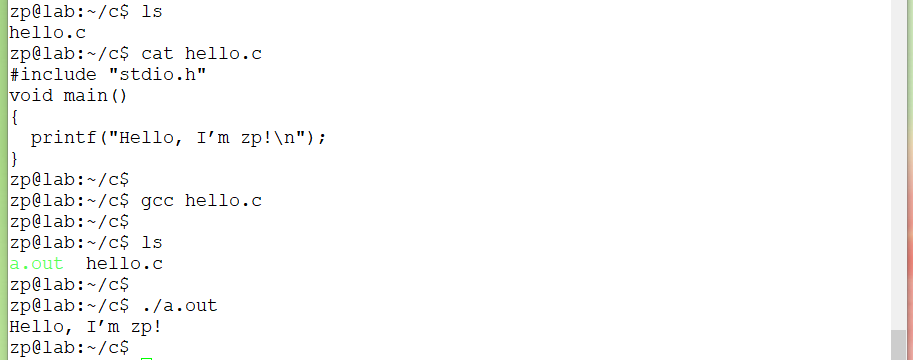 zp@lab:~/c$ ls
hello.c
zp@lab:~/c$ cat hello.c
#include "stdio.h"
void main()
{
  printf("Hello, I’m zp!\n");
}
zp@lab:~/c$
zp@lab:~/c$ gcc hello.c
zp@lab:~/c$
zp@lab:~/c$ ls
a.out  hello.c
zp@lab:~/c$
zp@lab:~/c$ ./a.out
Hello, I’m zp!
zp@lab:~/c$